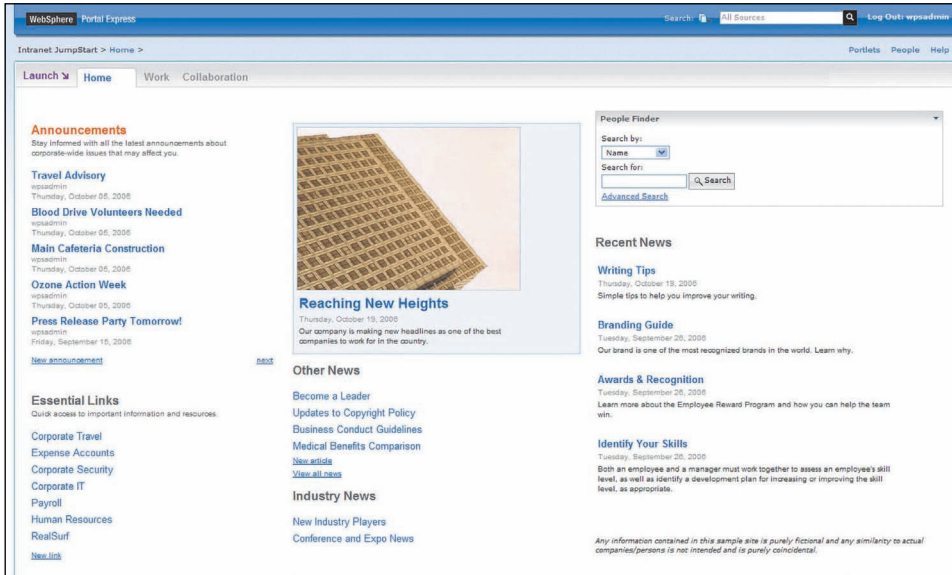 WebSphere Portal Express
Search: All Sources
Log Out: wpsadmin
Intranet JumpStart > Home >
Portlets People Help
Launch Home Work Collaboration
Announcements
Stay informed with all the latest announcements about
corporate-wide issues that may affect you.
Travel Advisory
wpsadmin
Thursday, October 05, 2006
Blood Drive Volunteers Needed
wpsadmin
Thursday, October 05, 2006
Main Cafeteria Construction
wpsadmin
Thursday, October 05, 2006
Ozone Action Week
wpsadmin
Thursday, October 05, 2006
Press Release Party Tomorrow!
wpsadmin
Friday, September 15, 2006
New announcement
next
Essential Links
Quick access to important information and resources.
Corporate Travel
Expense Accounts
Corporate Security
Corporate IT
Payroll
Human Resources
RealSurf
New link
Reaching New Heights
Thursday, October 19, 2006
Our company is making new headlines as one of the best
companies to work for in the country.
Other News
Become a Leader
Updates to Copyright Policy
Business Conduct Guidelines
Medical Benefits Comparison
New article
View all news
Industry News
New Industry Players
Conference and Expo News
People Finder
Search by:
Name
Search for:
Search
Advanced Search
Recent News
Writing Tips
Thursday, October 19, 2006
Simple tips to help you improve your writing.
Branding Guide
Tuesday, September 26, 2006
Our brand is one of the most recognized brands in the world. Learn why.
Awards & Recognition
Tuesday, September 26, 2006
Learn more about the Employee Reward Program and how you can help the team
win.
Identify Your Skills
Tuesday, September 26, 2006
Both an employee and a manager must work together to assess an employee's skill
level, as well as identify a development plan for increasing or improving the skill
level, as appropriate.
Any information contained in this sample site is purely fictional and any similarity to actual
companies/persons is not intended and is purely coincidental.